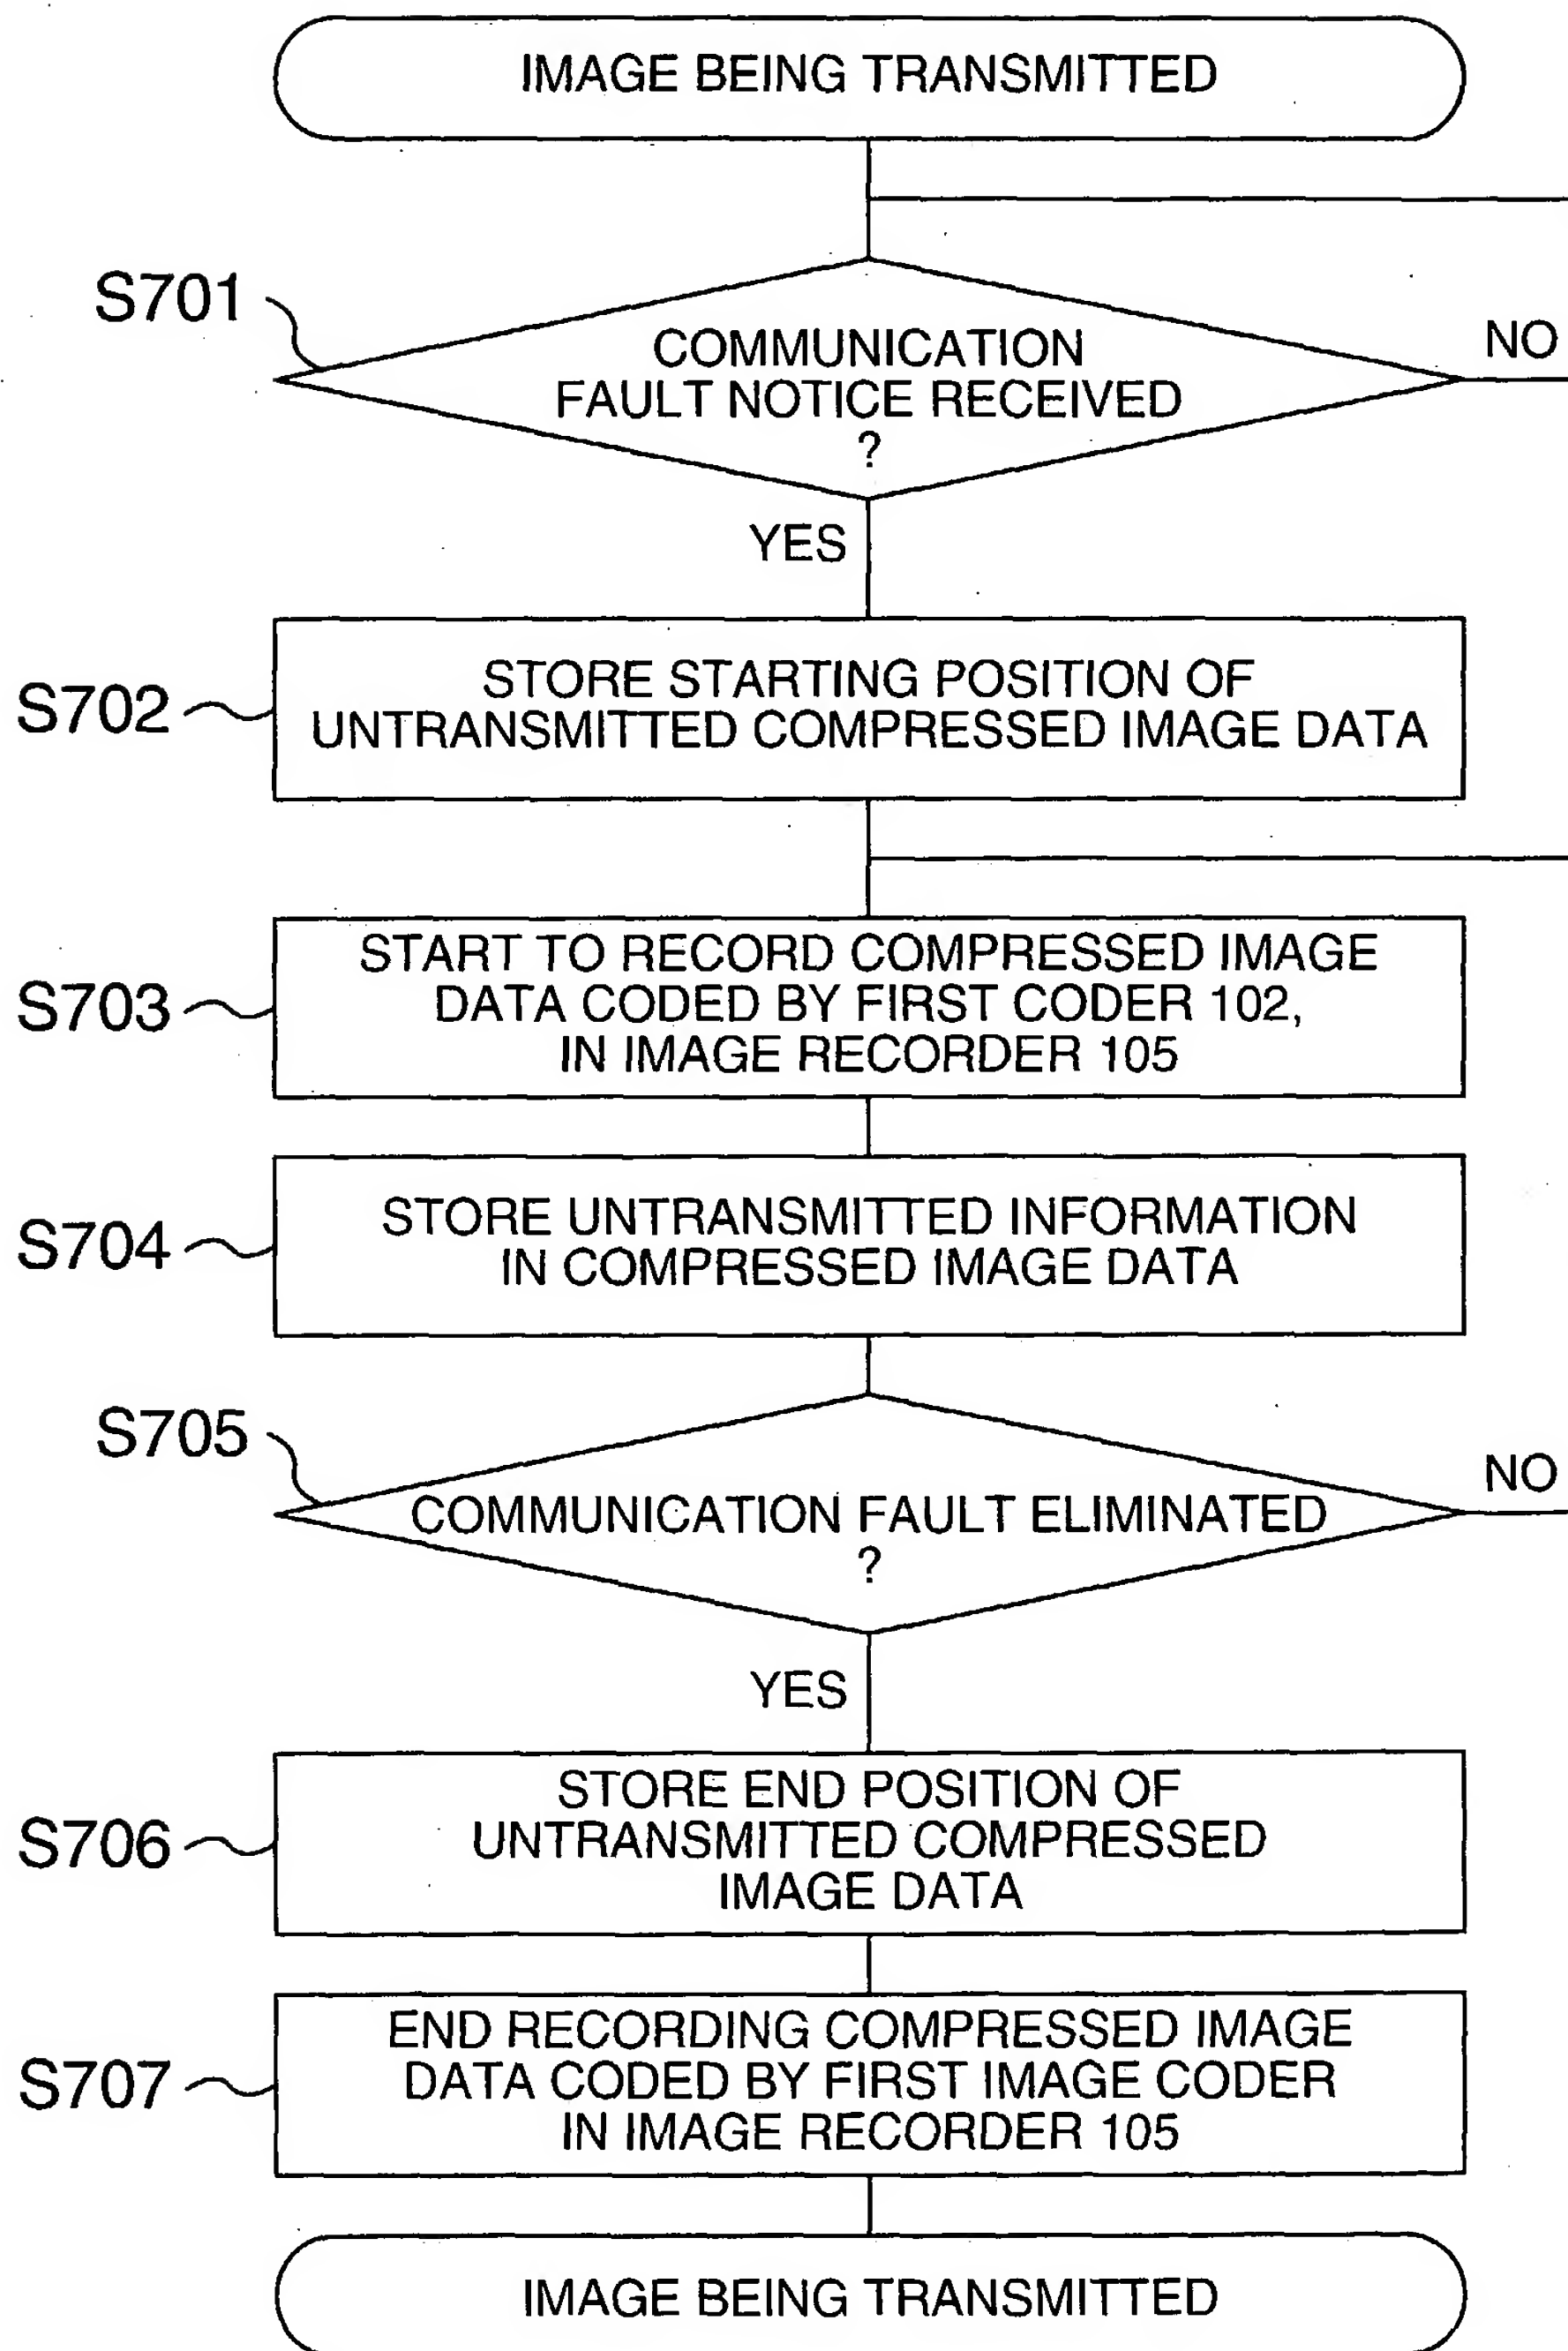 IMAGE BEING TRANSMITTED
S701
COMMUNICATION
FAULT NOTICE RECEIVED
?
NO
YES
S702
STORE STARTING POSITION OF
UNTRANSMITTED COMPRESSED IMAGE DATA
S703
START TO RECORD COMPRESSED IMAGE
DATA CODED BY FIRST CODER 102,
IN IMAGE RECORDER 105
S704
STORE UNTRANSMITTED INFORMATION
IN COMPRESSED IMAGE DATA
S705
COMMUNICATION FAULT ELIMINATED
?
NO
YES
S706
STORE END POSITION OF
UNTRANSMITTED COMPRESSED
IMAGE DATA
S707
END RECORDING COMPRESSED IMAGE
DATA CODED BY FIRST IMAGE CODER
IN IMAGE RECORDER 105
IMAGE BEING TRANSMITTED